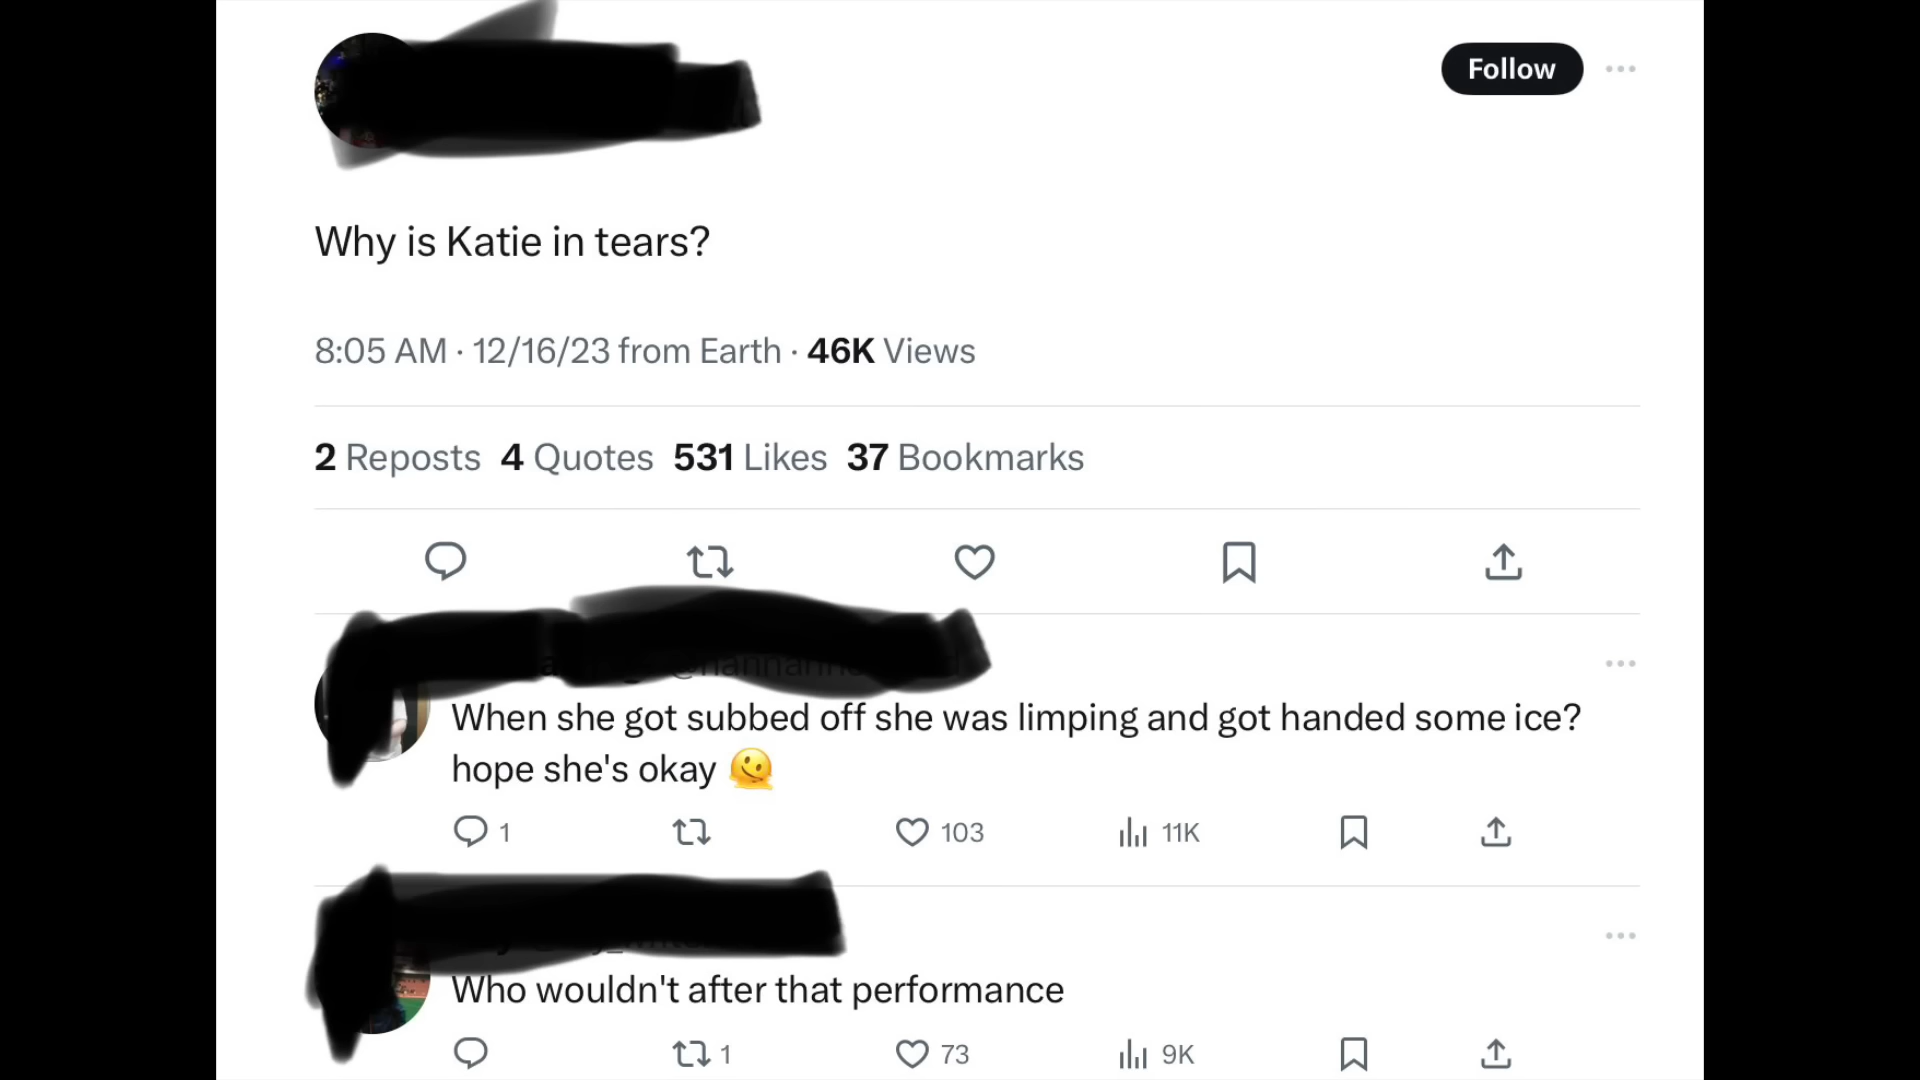 Follow
Why is Katie in tears?
8:05 AM · 12/16/23 from Earth · 46K Views
2 Reposts 4 Quotes 531 Likes 37 Bookmarks
When she got subbed off she was limping and got handed some ice?
hope she's okay 🫠
1 103 11K
Who wouldn't after that performance
1 73 9K